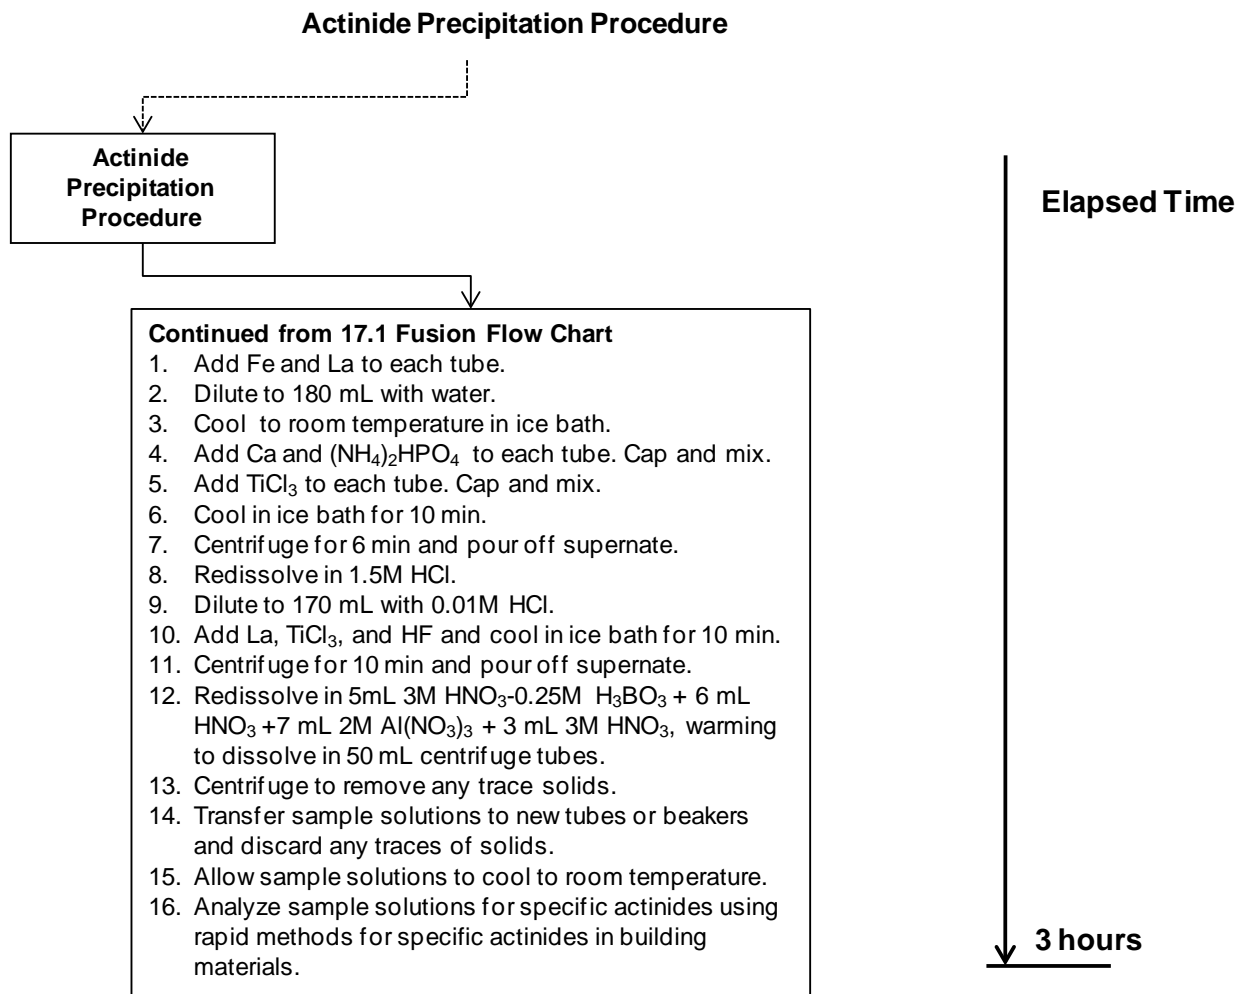 Actinide Precipitation Procedure
Actinide
Precipitation
Procedure
Elapsed Time
Continued from 17.1 Fusion Flow Chart
1. Add Fe and La to each tube.
2. Dilute to 180 mL with water.
3. Cool to room temperature in ice bath.
4. Add Ca and (NH₄)₂HPO₄ to each tube. Cap and mix.
5. Add TiCl₃ to each tube. Cap and mix.
6. Cool in ice bath for 10 min.
7. Centrifuge for 6 min and pour off supernate.
8. Redissolve in 1.5M HCl.
9. Dilute to 170 mL with 0.01M HCl.
10. Add La, TiCl₃, and HF and cool in ice bath for 10 min.
11. Centrifuge for 10 min and pour off supernate.
12. Redissolve in 5mL 3M HNO₃-0.25M H₃BO₃ + 6 mL
HNO₃ +7 mL 2M Al(NO₃)₃ + 3 mL 3M HNO₃, warming
to dissolve in 50 mL centrifuge tubes.
13. Centrifuge to remove any trace solids.
14. Transfer sample solutions to new tubes or beakers
and discard any traces of solids.
15. Allow sample solutions to cool to room temperature.
16. Analyze sample solutions for specific actinides using
rapid methods for specific actinides in building
materials.
3 hours